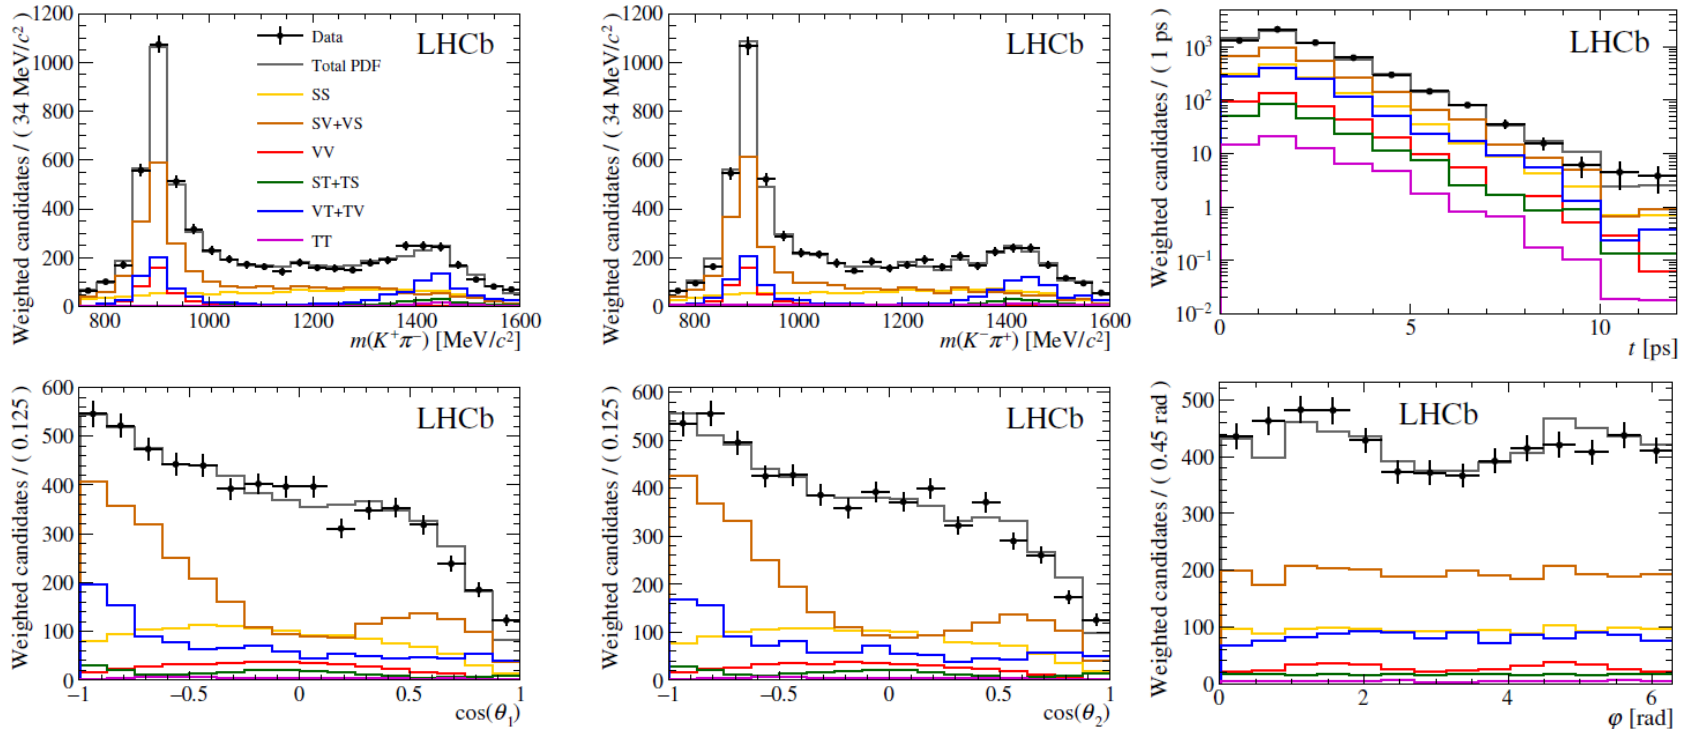 Weighted candidates / ( 34 MeV/c²)
1200
1000
800
600
400
200
0
LHCb
Data
Total PDF
SS
SV+VS
VV
ST+TS
VT+TV
TT
800
1000
1200
1400
1600
m(K⁺π⁻) [MeV/c²]
Weighted candidates / ( 34 MeV/c²)
1200
1000
800
600
400
200
0
LHCb
800
1000
1200
1400
1600
m(K⁻π⁺) [MeV/c²]
Weighted candidates / ( 1 ps)
10³
10²
10
1
10⁻¹
10⁻²
LHCb
0
5
10
t [ps]
Weighted candidates / ( 0.125)
600
500
400
300
200
100
0
LHCb
−1
−0.5
0
0.5
1
cos(θ₁)
Weighted candidates / ( 0.125)
600
500
400
300
200
100
0
LHCb
−1
−0.5
0
0.5
1
cos(θ₂)
Weighted candidates / ( 0.45 rad )
500
400
300
200
100
0
LHCb
0
2
4
6
φ [rad]